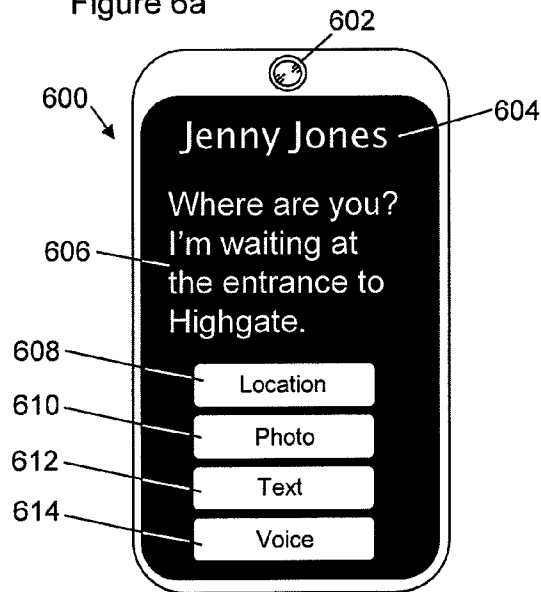 Figure 6a
602
600
604
Jenny Jones
Where are you?
I'm waiting at
606
the entrance to
Highgate.
608
Location
610
Photo
612
Text
614
Voice